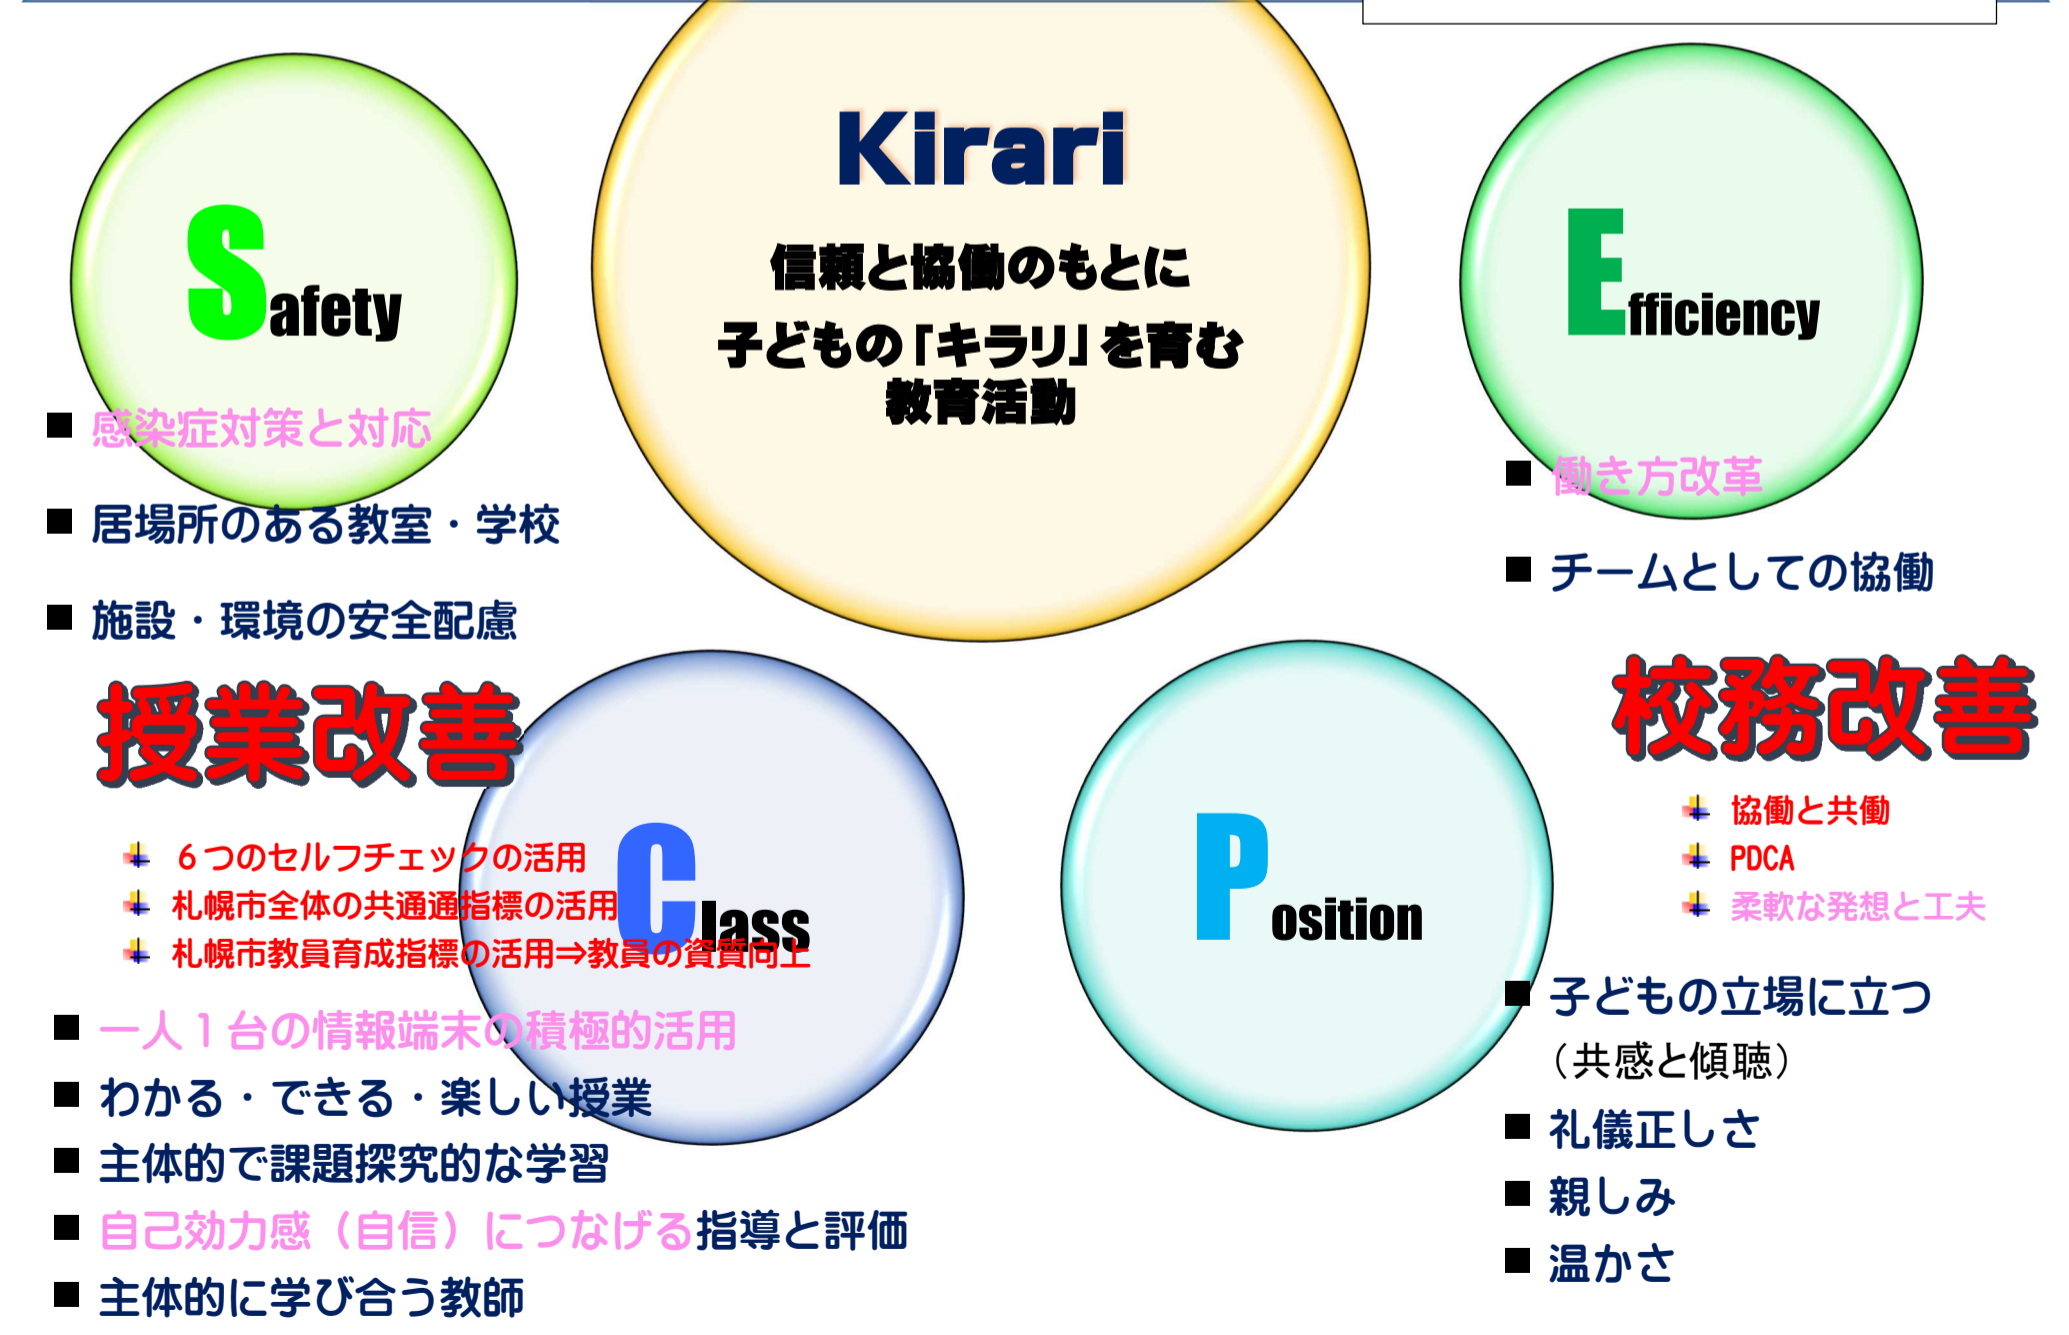 Kirari
信頼と協働のもとに
子どもの「キラリ」を育む
教育活動
Safety
■ 感染症対策と対応
■ 居場所のある教室・学校
■ 施設・環境の安全配慮
Efficiency
■ 働き方改革
■ チームとしての協働
授業改善
６つのセルフチェックの活用
札幌市全体の共通通指標の活用
札幌市教員育成指標の活用⇒教員の資質向上
Class
■ 一人１台の情報端末の積極的活用
■ わかる・できる・楽しい授業
■ 主体的で課題探究的な学習
■ 自己効力感（自信）につなげる指導と評価
■ 主体的に学び合う教師
Position
校務改善
協働と共働
PDCA
柔軟な発想と工夫
■ 子どもの立場に立つ
（共感と傾聴）
■ 礼儀正しさ
■ 親しみ
■ 温かさ